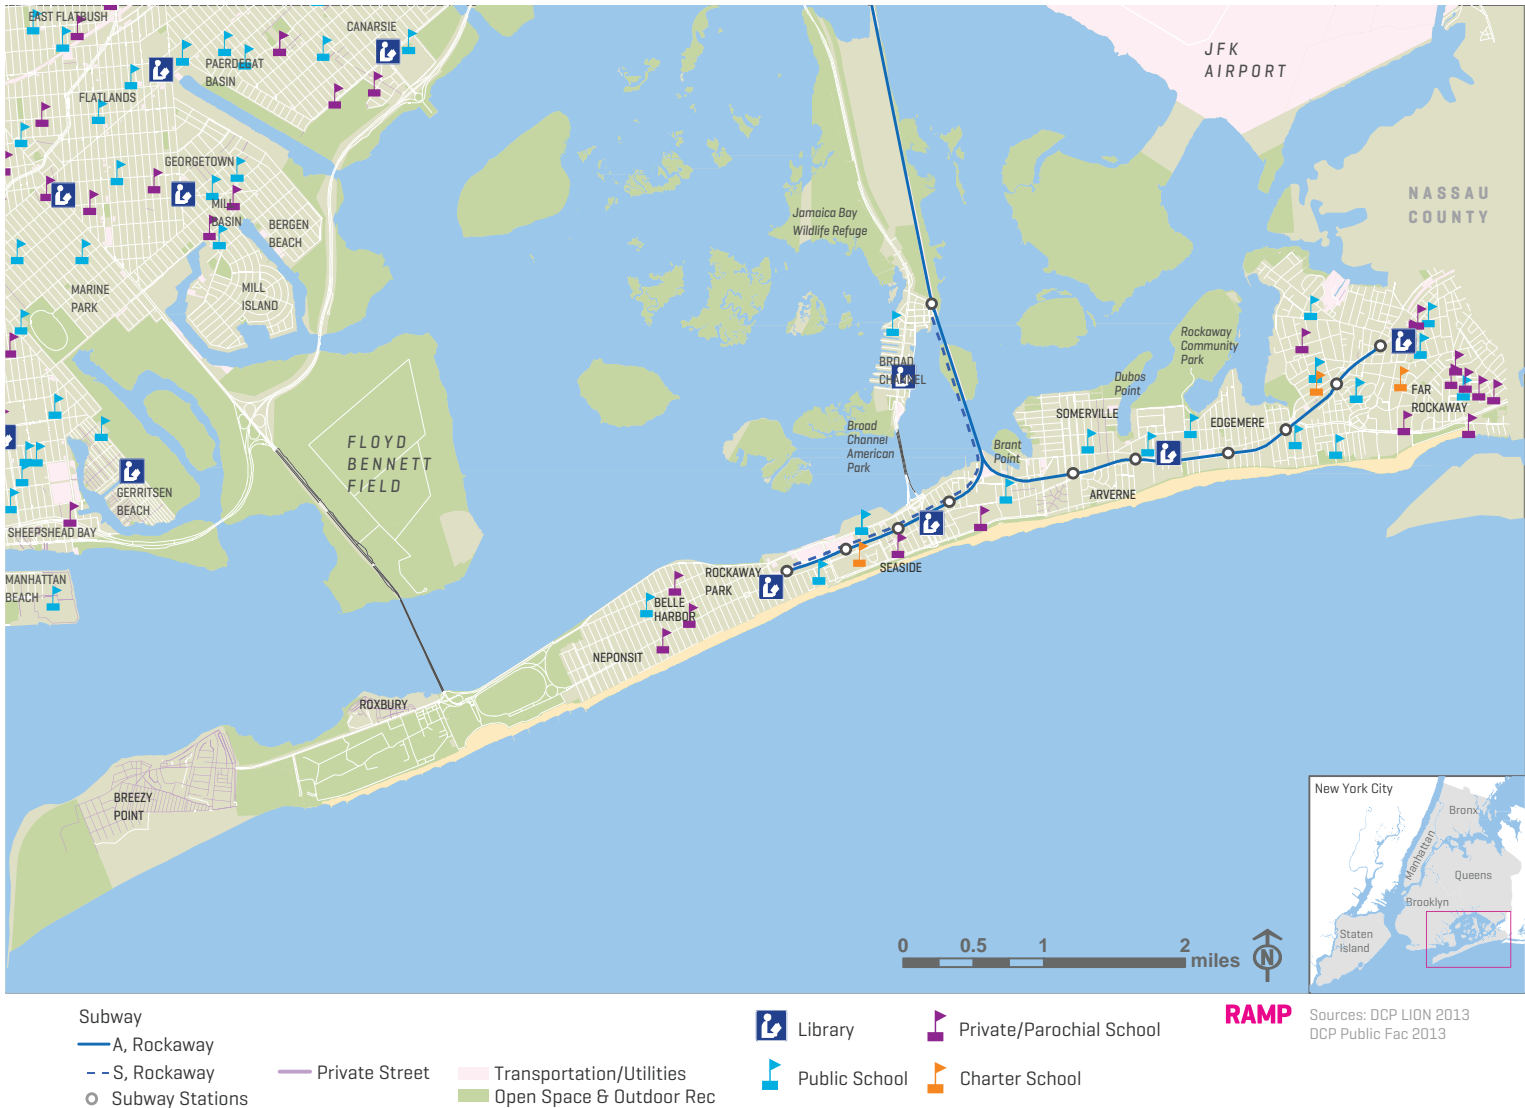 EAST FLATBUSH
CANARSIE
PAERDEGAT
BASIN
FLATLANDS
GEORGETOWN
MILL
BASIN
BERGEN
BEACH
MARINE
PARK
MILL
ISLAND
JFK
AIRPORT
NASSAU
COUNTY
Jamaica Bay
Wildlife Refuge
Rockaway
Community
Park
BROAD
CHANNEL
Dubos
Point
FAR
ROCKAWAY
SOMERVILLE
EDGEMERE
Broad
Channel
American
Park
Brant
Point
FLOYD
BENNETT
FIELD
GERRITSEN
BEACH
ARVERNE
SHEEPSHEAD BAY
SEASIDE
MANHATTAN
BEACH
ROCKAWAY
PARK
BELLE
HARBOR
NEPONSIT
ROXBURY
BREEZY
POINT
New York City
Bronx
Manhattan
Queens
Brooklyn
Staten
Island
0 0.5 1 2
miles
N
Subway
A, Rockaway
S, Rockaway
Subway Stations
Private Street
Transportation/Utilities
Open Space & Outdoor Rec
Library
Public School
Private/Parochial School
Charter School
RAMP
Sources: DCP LION 2013
DCP Public Fac 2013